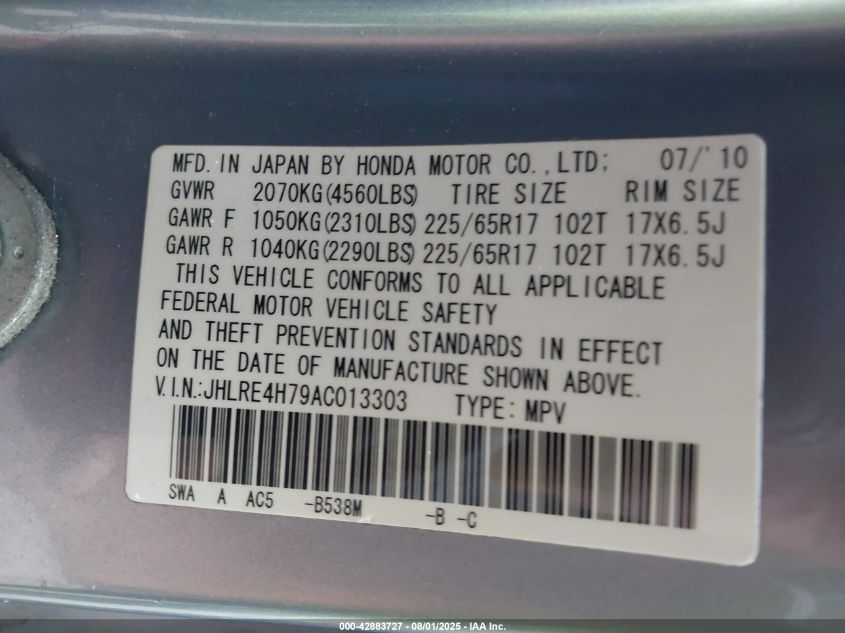 MFD. IN JAPAN BY HONDA MOTOR CO., LTD: 07/'10
GVWR 2070KG(4560LBS) TIRE SIZE RIM SIZE
GAWR F 1050KG(2310LBS) 225/65R17 102T 17X6.5J
GAWR R 1040KG(2290LBS) 225/65R17 102T 17X6.5J
THIS VEHICLE CONFORMS TO ALL APPLICABLE
FEDERAL MOTOR VEHICLE SAFETY
AND THEFT PREVENTION STANDARDS IN EFFECT
ON THE DATE OF MANUFACTURE SHOWN ABOVE.
V.I.N.:JHLRE4H79AC013303 TYPE: MPV
SWA A AC5 -B538M -B -C
000-42883727 - 08/01/2025 - IAA Inc.